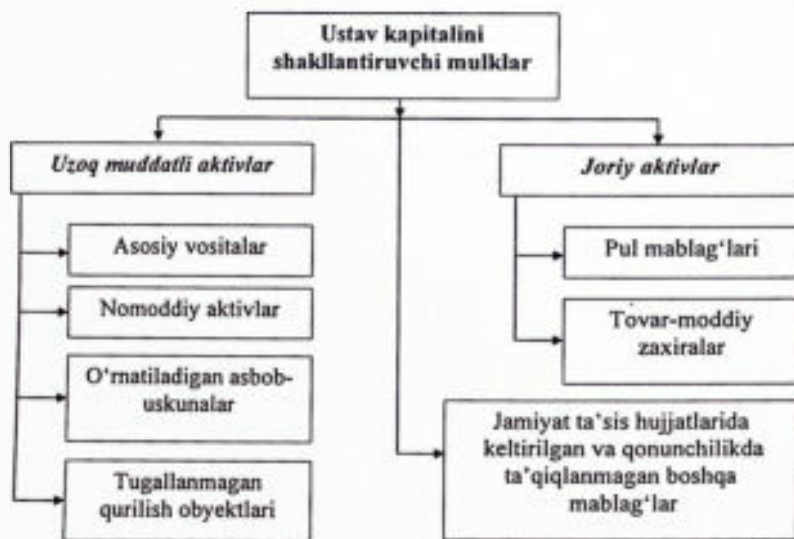 Ustav kapitalini
shakllantiruvchi mulklar
Uzoq muddatli aktivlar
Asosiy vositalar
Nomoddiy aktivlar
O‘rnatiladigan asbob-
uskunalar
Tugallanmagan
qurilish obyektlari
Joriy aktivlar
Pul mablag‘lari
Tovar-moddiy
zaxiralar
Jamiyat ta’sis hujjatlarida
keltirilgan va qonunchilikda
ta’qiqlanmagan boshqa
mablag‘lar